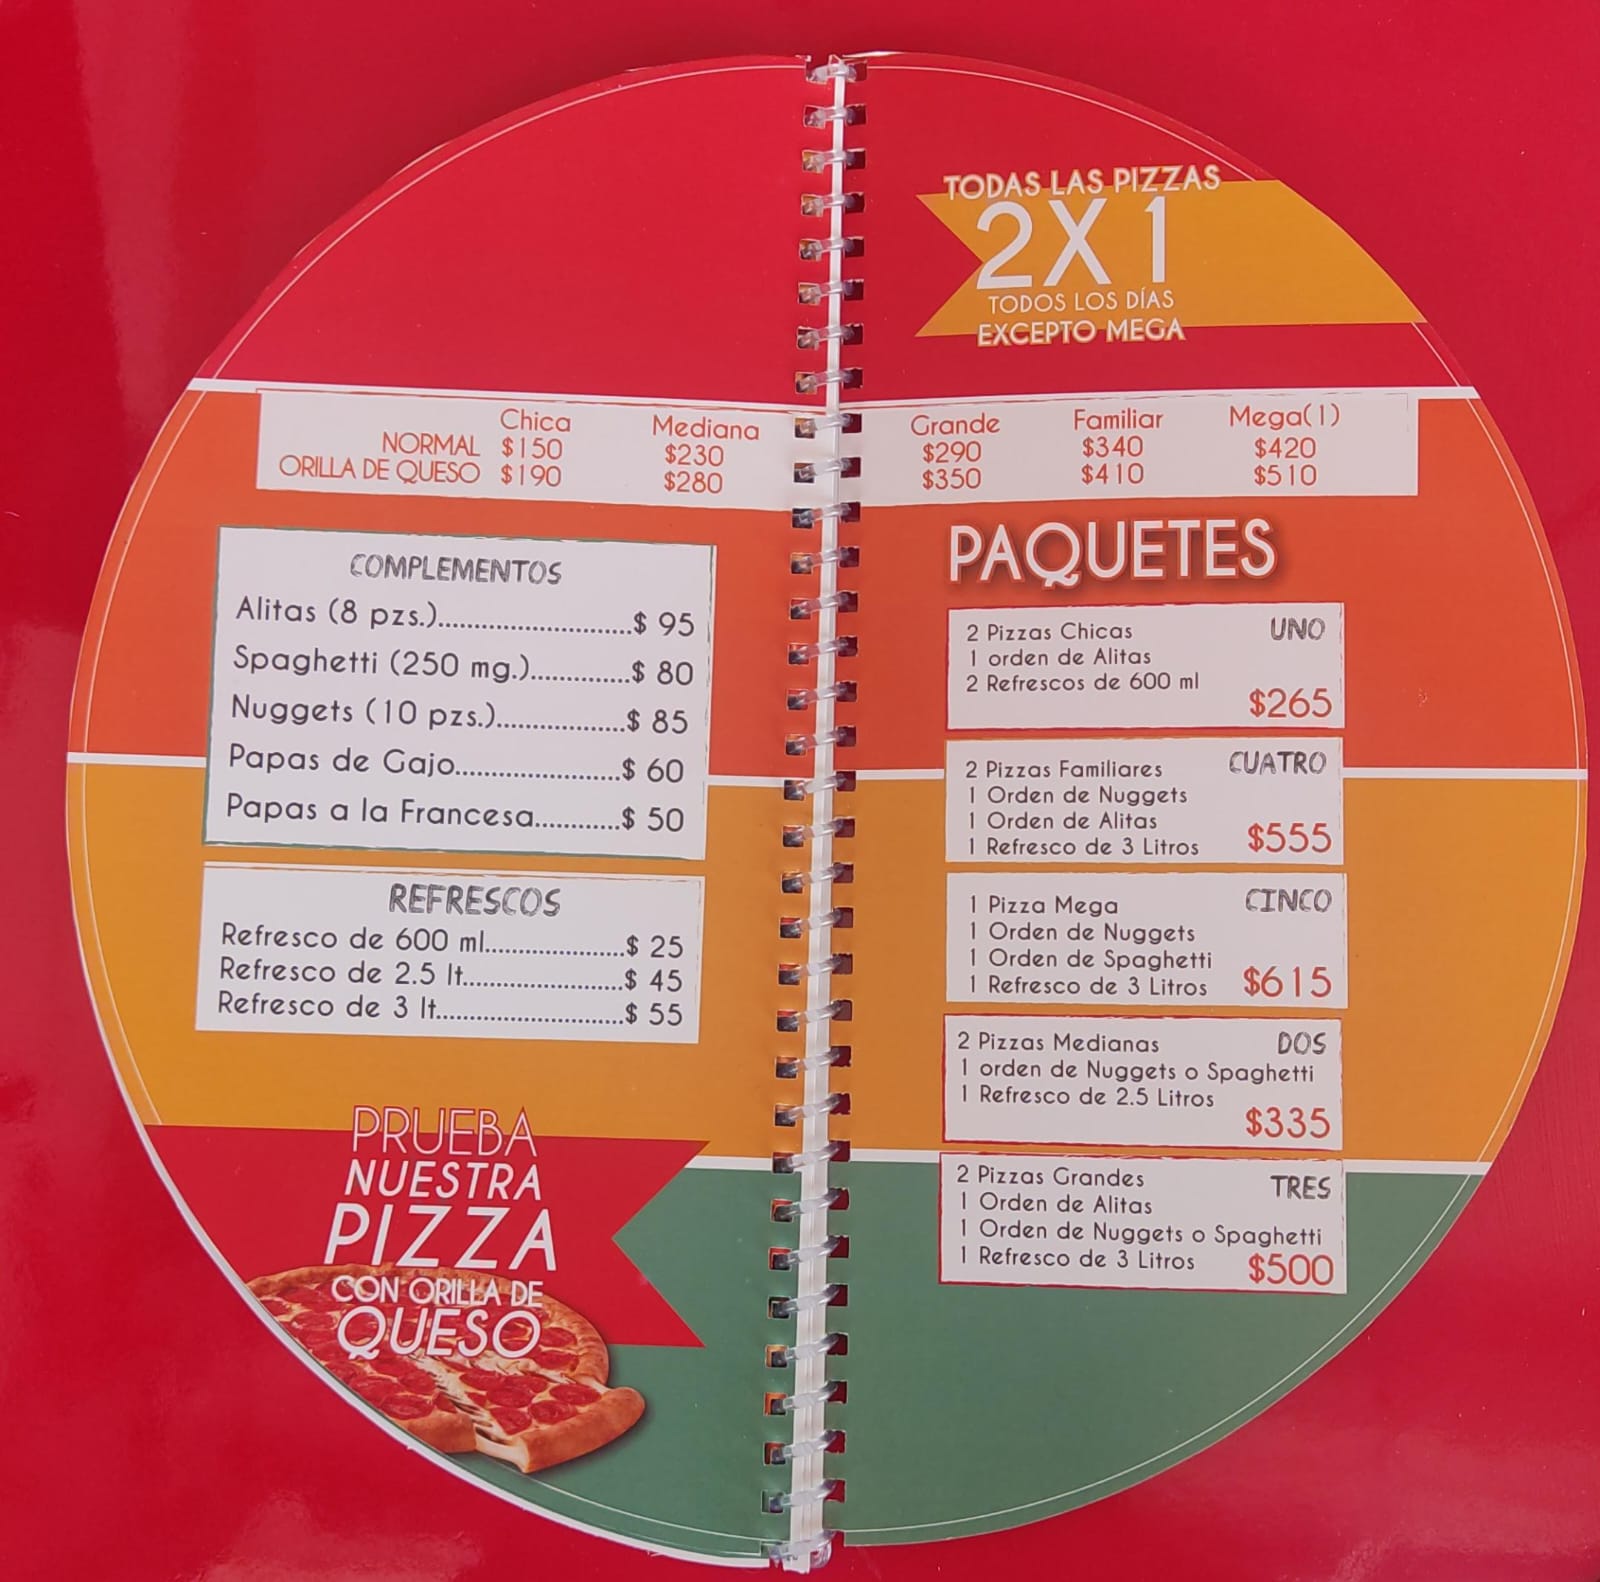 TODAS LAS PIZZAS
2X1
TODOS LOS DÍAS
EXCEPTO MEGA
Chica Mediana Grande Familiar Mega(1)
NORMAL $150 $230 $290 $340 $420
ORILLA DE QUESO $190 $280 $350 $410 $510
COMPLEMENTOS
Alitas (8 pzs.)...........................$ 95
Spaghetti (250 mg.)..............$ 80
Nuggets (10 pzs.)..................$ 85
Papas de Gajo.......................$ 60
Papas a la Francesa............$ 50
REFRESCOS
Refresco de 600 ml....................$ 25
Refresco de 2.5 lt.......................$ 45
Refresco de 3 lt...........................$ 55
PRUEBA
NUESTRA
PIZZA
CON ORILLA DE
QUESO
PAQUETES
2 Pizzas Chicas UNO
1 orden de Alitas
2 Refrescos de 600 ml
$265
2 Pizzas Familiares CUATRO
1 Orden de Nuggets
1 Orden de Alitas
1 Refresco de 3 Litros $555
1 Pizza Mega CINCO
1 Orden de Nuggets
1 Orden de Spaghetti
1 Refresco de 3 Litros $615
2 Pizzas Medianas DOS
1 orden de Nuggets o Spaghetti
1 Refresco de 2.5 Litros
$335
2 Pizzas Grandes TRES
1 Orden de Alitas
1 Orden de Nuggets o Spaghetti
1 Refresco de 3 Litros $500